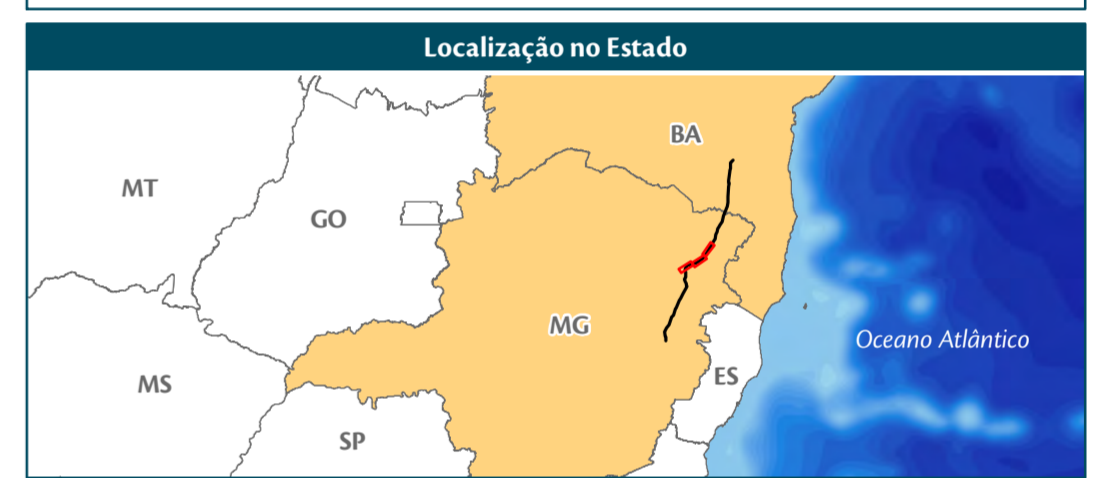 Localização no Estado
BA
MT
GO
MG
Oceano Atlântico
ES
MS
SP